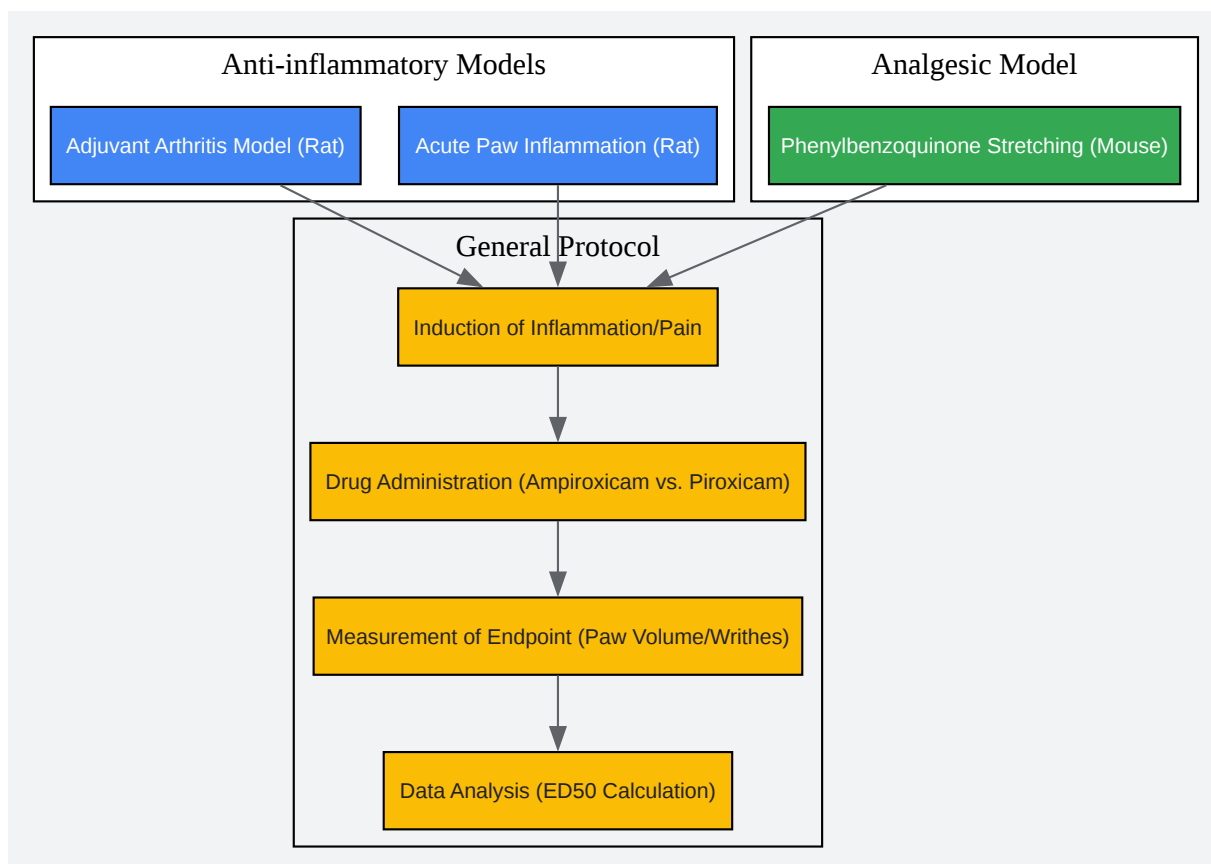 Anti-inflammatory Models
Analgesic Model
Adjuvant Arthritis Model (Rat)
Acute Paw Inflammation (Rat)
Phenylbenzoquinone Stretching (Mouse)
General Protocol
Induction of Inflammation/Pain
Drug Administration (Ampiroxicam vs. Piroxicam)
Measurement of Endpoint (Paw Volume/Writhes)
Data Analysis (ED50 Calculation)